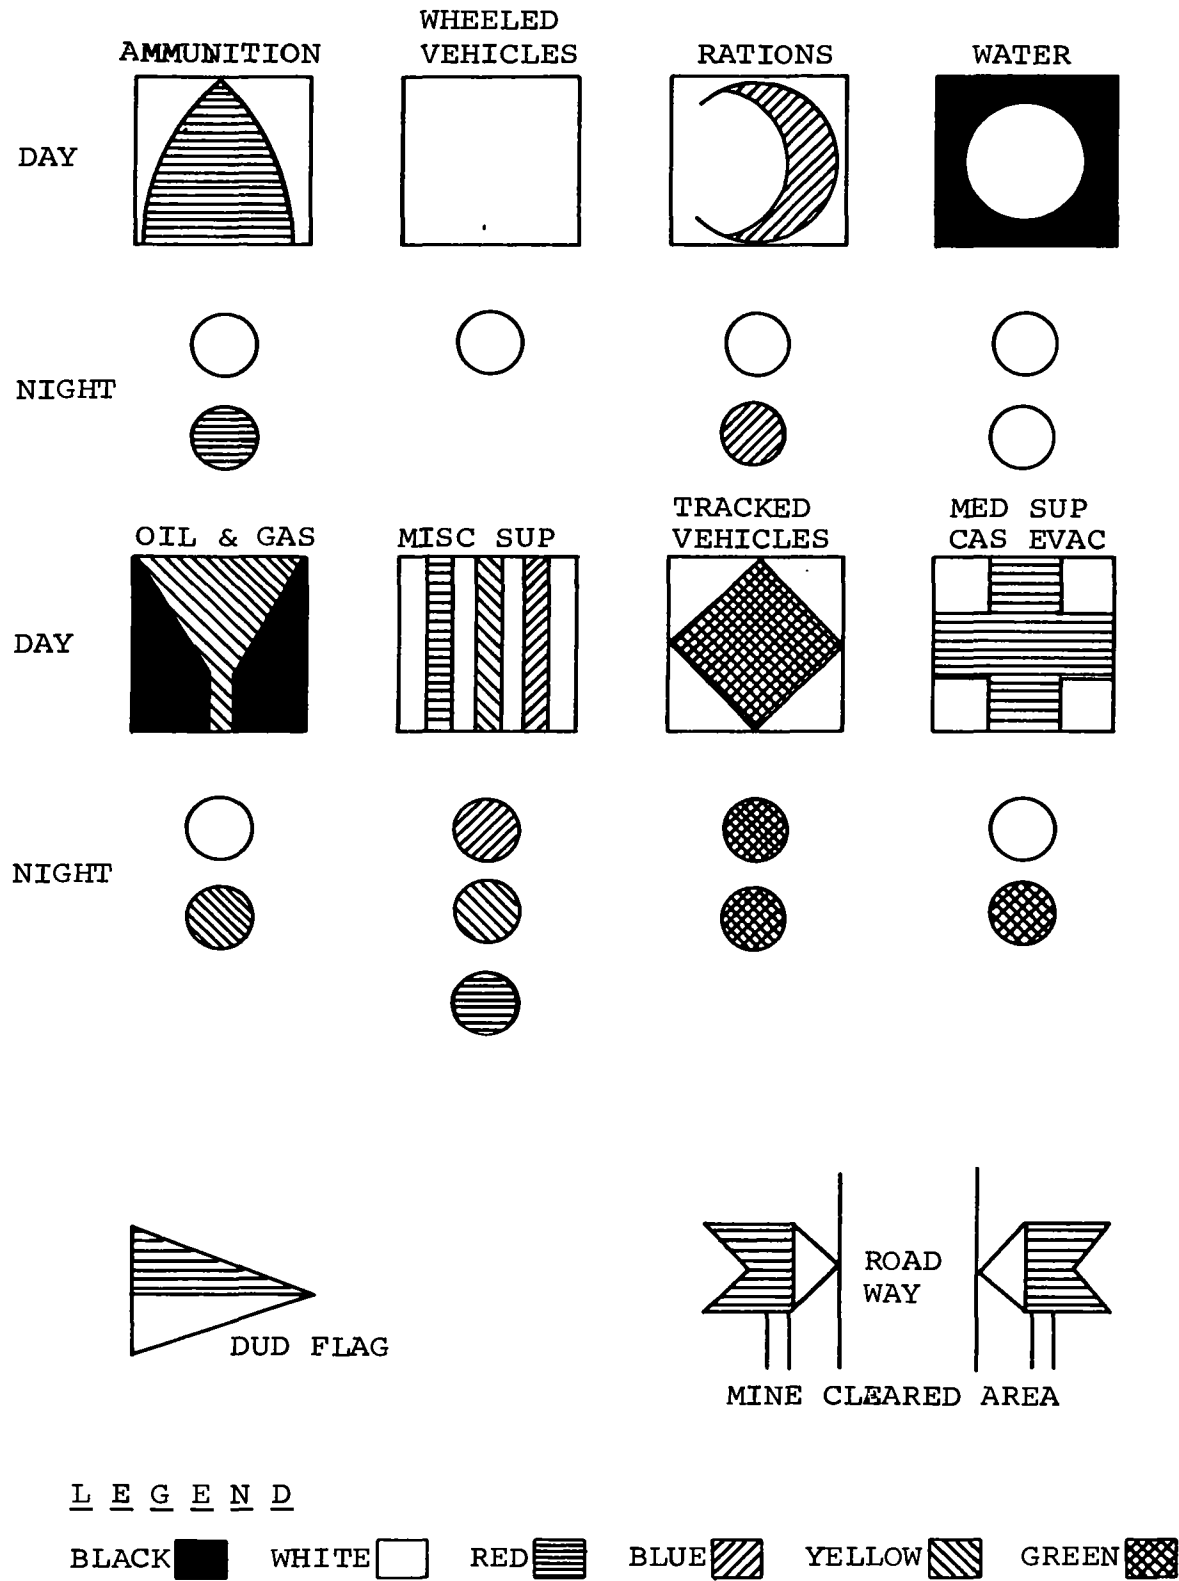 AMMUNITION
WHEELED
VEHICLES
RATIONS
WATER
DAY
NIGHT
OIL & GAS
MISC SUP
TRACKED
VEHICLES
MED SUP
CAS EVAC
DAY
NIGHT
DUD FLAG
ROAD
WAY
MINE CLEARED AREA
LEGEND
BLACK WHITE RED BLUE YELLOW GREEN